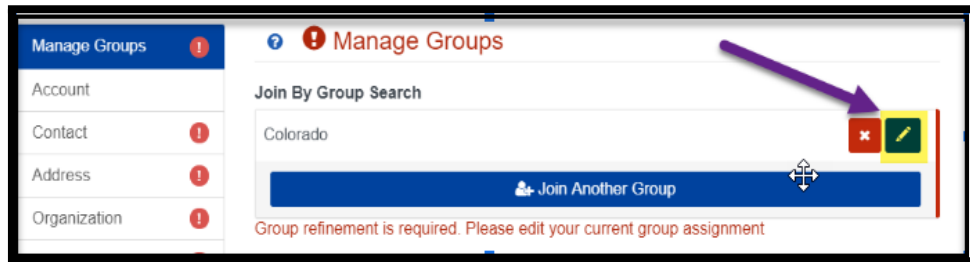 Manage Groups !
Account
Contact !
Address !
Organization !
? ! Manage Groups
Join By Group Search
Colorado
Join Another Group
Group refinement is required. Please edit your current group assignment